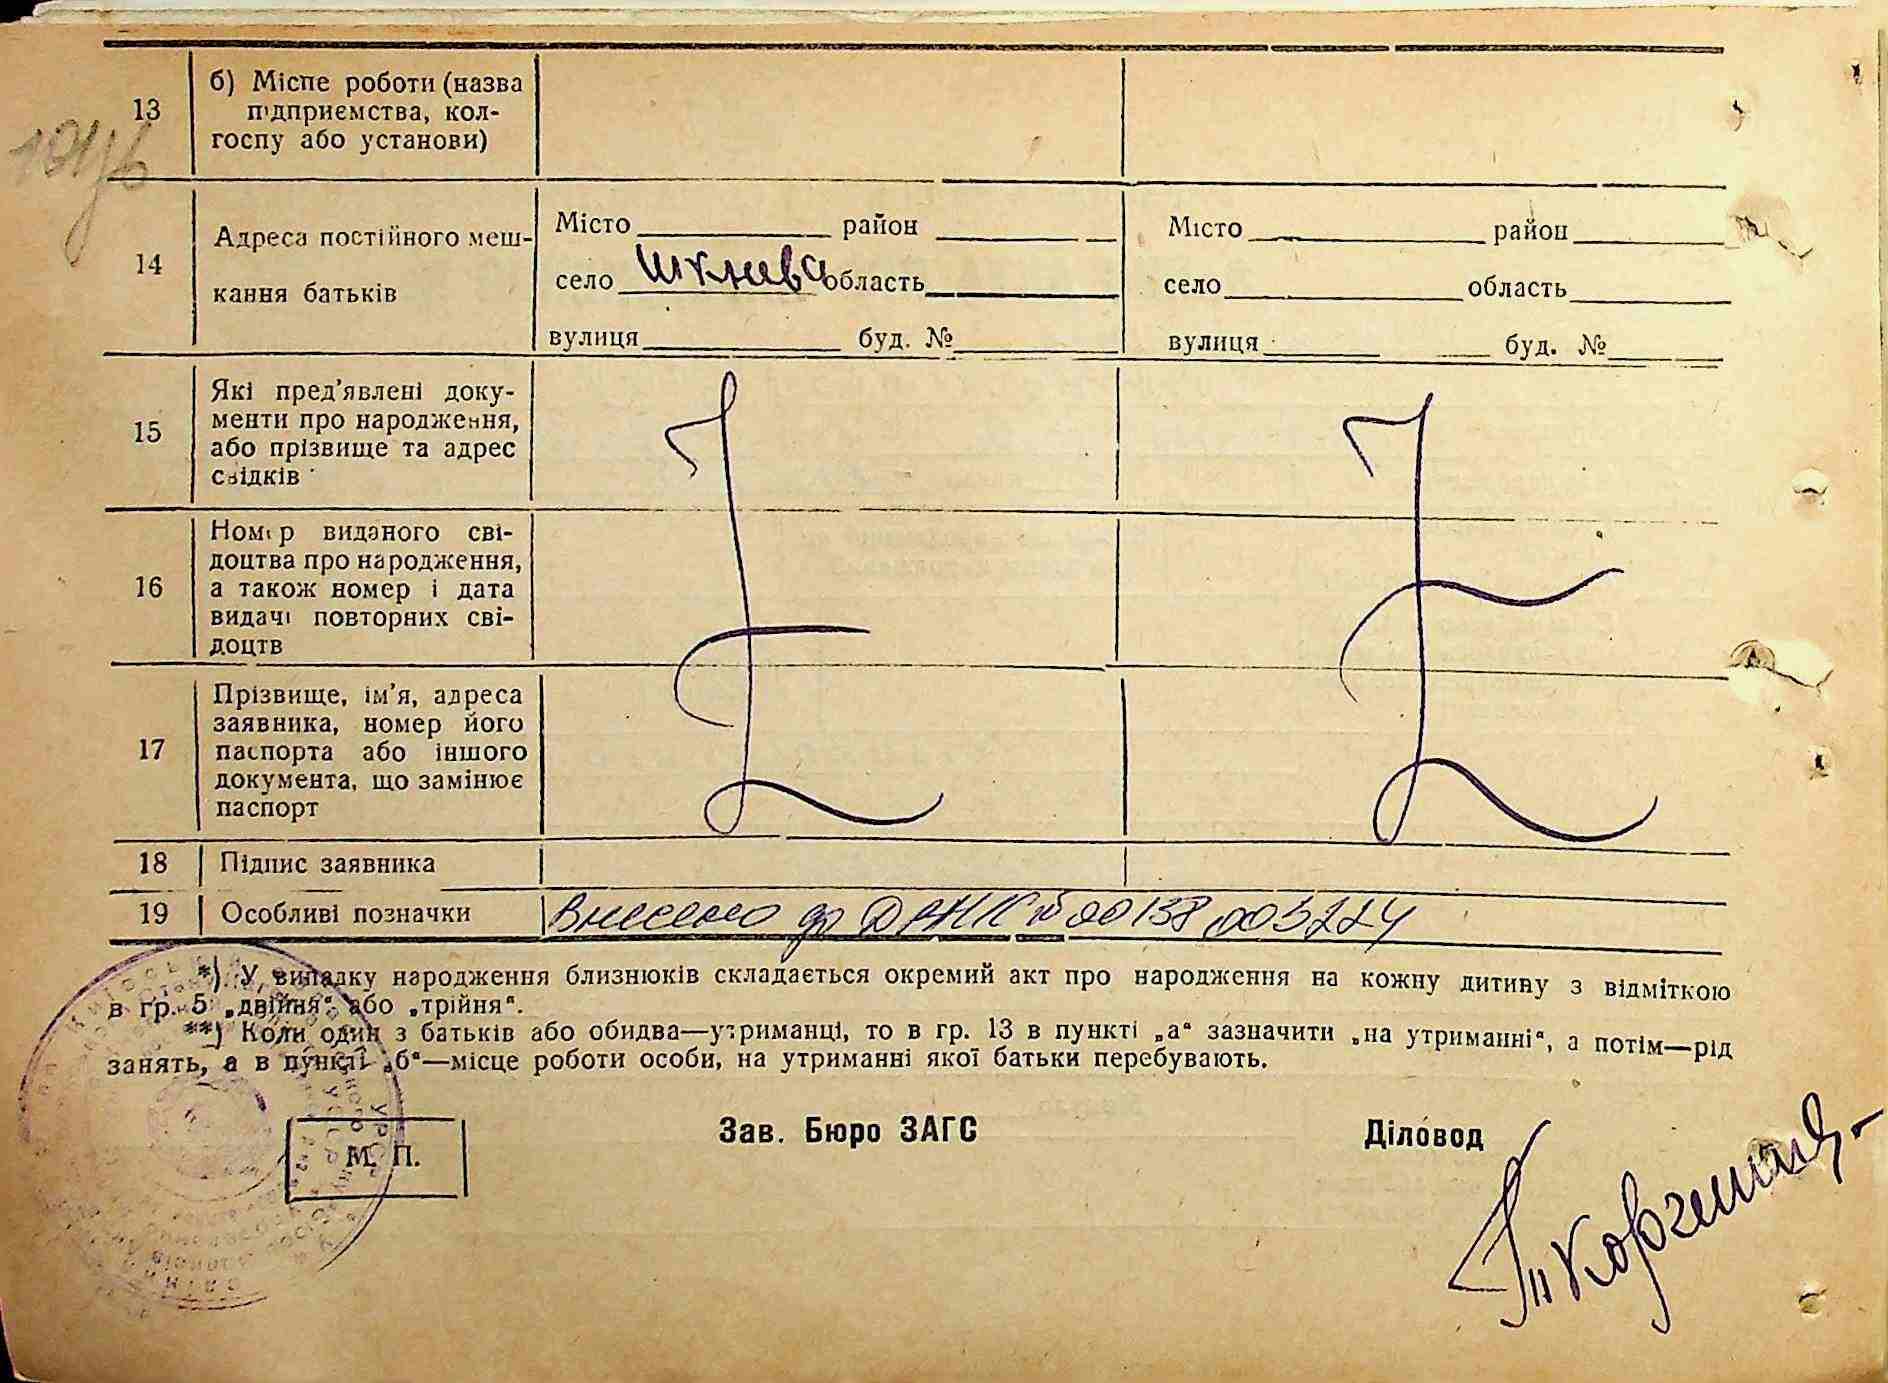 13
б) Місце роботи (назва
підприємства, кол-
госпу або установи)
14
Адреса постійного меш-
кання батьків
Місто район
село область
вулиця буд. №
Місто район
село область
вулиця буд. №
15
Які пред’явлені доку-
менти про народження,
або прізвище та адрес
свідків
16
Номер виданого сві-
доцтва про народження,
а також номер і дата
видачі повторних сві-
доцтв
17
Прізвище, ім’я, адреса
заявника, номер його
паспорта або іншого
документа, що замінює
паспорт
18 Підпис заявника
19 Особливі позначки Внесено до 00138
*) У випадку народження близнюків складається окремий акт про народження на кожну дитину з відміткою
в гр. 5 „двійня“ або „трійня“.
**) Коли один з батьків або обидва—утриманці, то в гр. 13 в пункті „а“ зазначити „на утриманні“, а потім—рід
занять, а в пункті „б“—місце роботи особи, на утриманні якої батьки перебувають.
М. П.
Зав. Бюро ЗАГС
Діловод